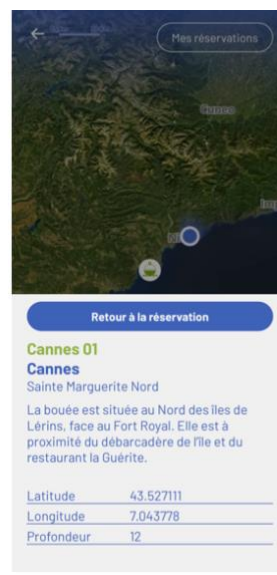 Mes réservations
Cuneo
Retour à la réservation
Cannes 01
Cannes
Sainte Marguerite Nord
La bouée est située au Nord des îles de
Lérins, face au Fort Royal. Elle est à
proximité du débarcadère de l'île et du
restaurant la Guérite.
Latitude 43.527111
Longitude 7.043778
Profondeur 12